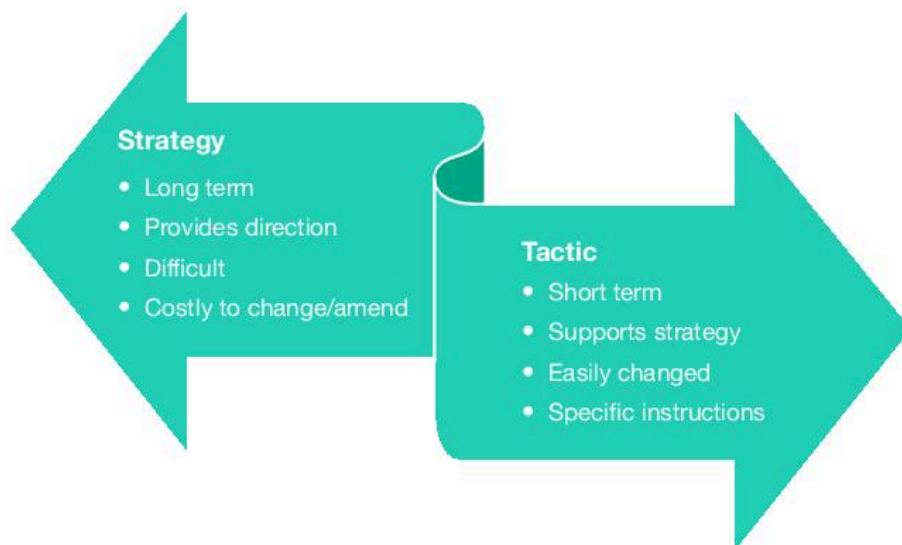 Strategy
• Long term
• Provides direction
• Difficult
• Costly to change/amend
Tactic
• Short term
• Supports strategy
• Easily changed
• Specific instructions